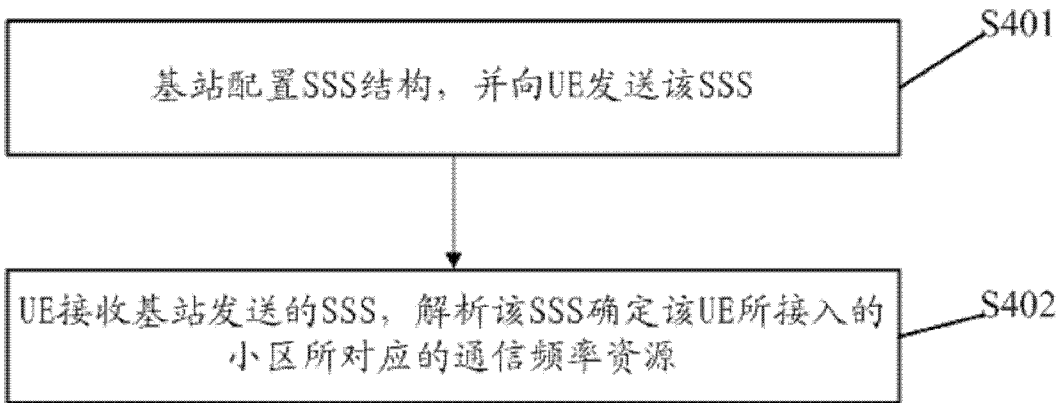 S401
基站配置SSS结构，并向UE发送该SSS
UE接收基站发送的SSS，解析该SSS确定该UE所接入的
小区所对应的通信频率资源
S402